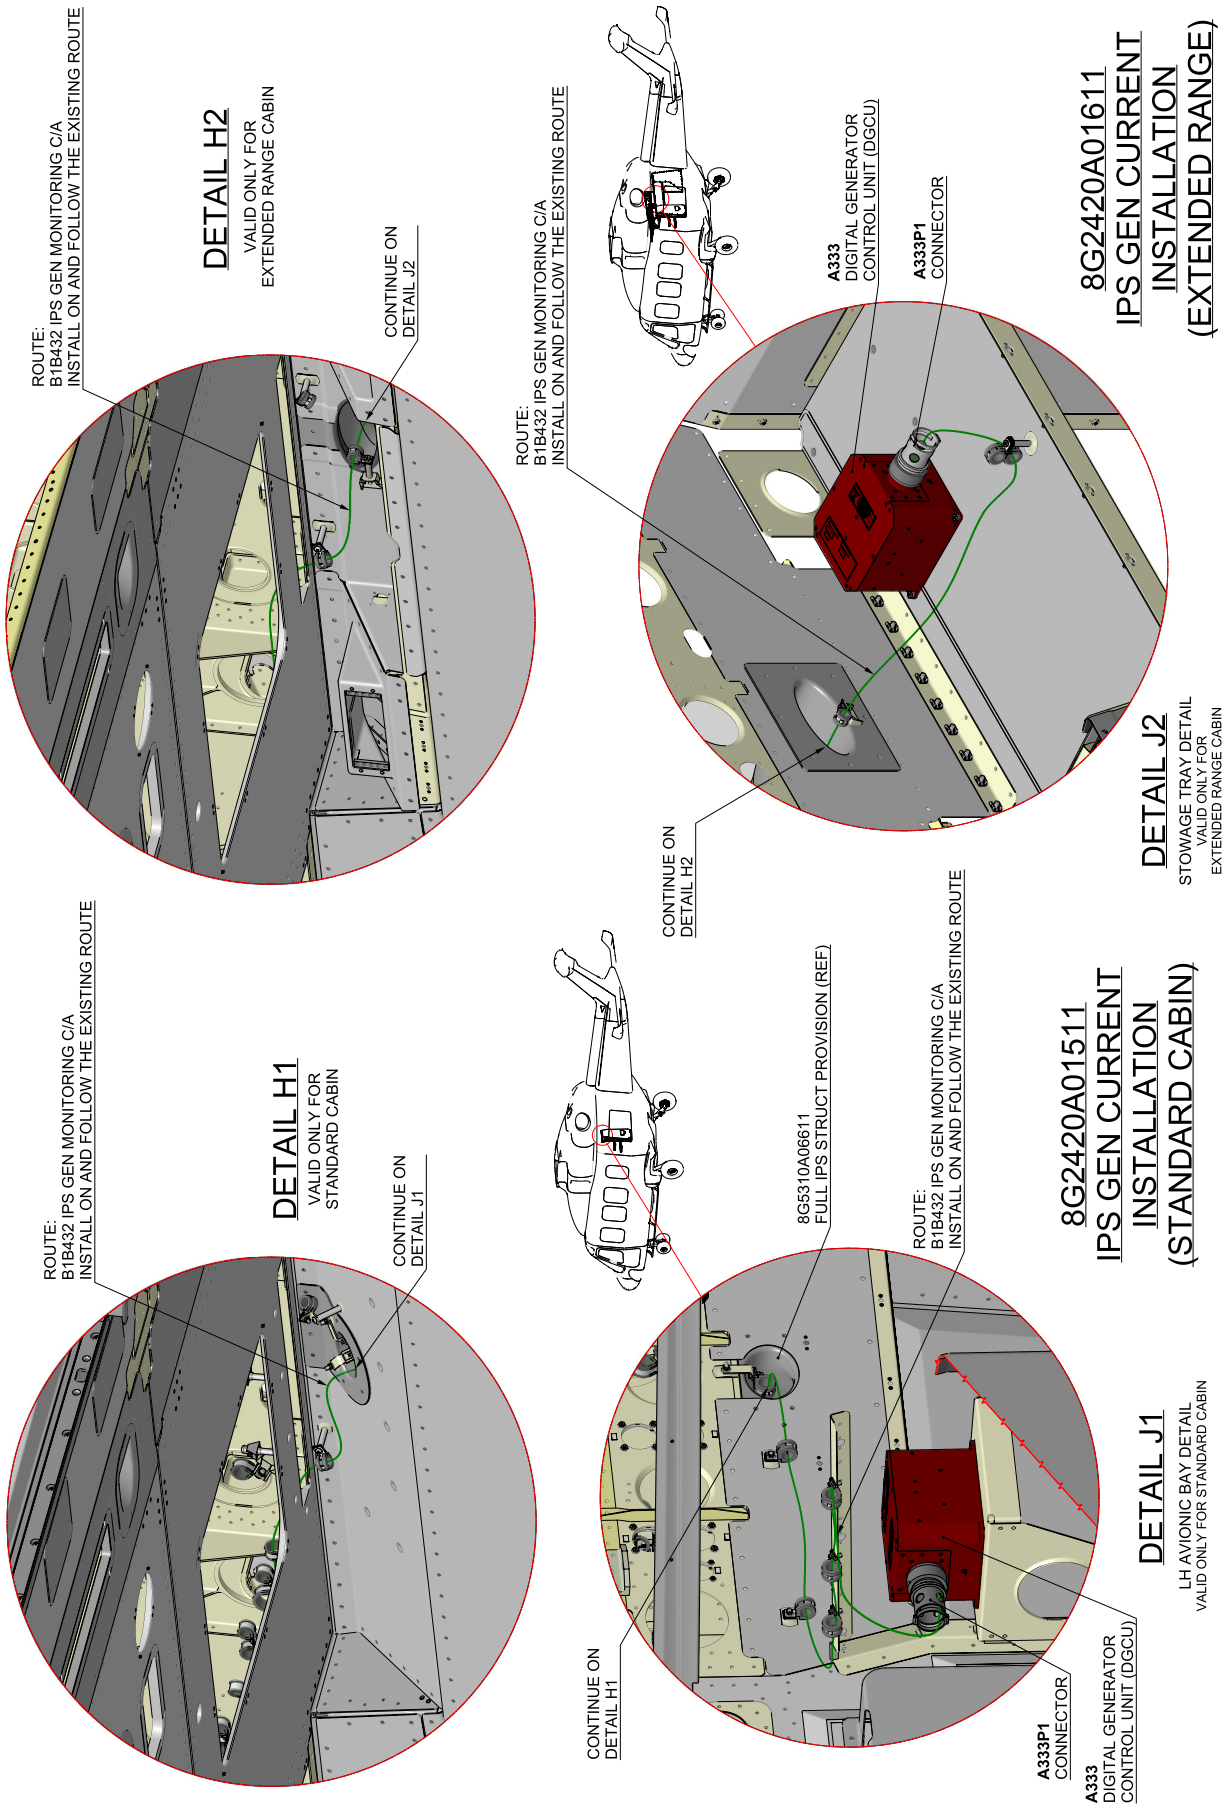 ROUTE:
B1B432 IPS GEN MONITORING C/A
INSTALL ON AND FOLLOW THE EXISTING ROUTE
DETAIL H1
VALID ONLY FOR
STANDARD CABIN
CONTINUE ON
DETAIL J1
ROUTE:
B1B432 IPS GEN MONITORING C/A
INSTALL ON AND FOLLOW THE EXISTING ROUTE
DETAIL H2
VALID ONLY FOR
EXTENDED RANGE CABIN
CONTINUE ON
DETAIL J2
CONTINUE ON
DETAIL H1
8G5310A06611
FULL IPS STRUCT PROVISION (REF)
ROUTE:
B1B432 IPS GEN MONITORING C/A
INSTALL ON AND FOLLOW THE EXISTING ROUTE
A333P1
CONNECTOR
A333
DIGITAL GENERATOR
CONTROL UNIT (DGCU)
DETAIL J1
LH AVIONIC BAY DETAIL
VALID ONLY FOR STANDARD CABIN
8G2420A01511
IPS GEN CURRENT
INSTALLATION
(STANDARD CABIN)
ROUTE:
B1B432 IPS GEN MONITORING C/A
INSTALL ON AND FOLLOW THE EXISTING ROUTE
CONTINUE ON
DETAIL H2
A333
DIGITAL GENERATOR
CONTROL UNIT (DGCU)
A333P1
CONNECTOR
DETAIL J2
STOWAGE TRAY DETAIL
VALID ONLY FOR
EXTENDED RANGE CABIN
8G2420A01611
IPS GEN CURRENT
INSTALLATION
(EXTENDED RANGE)